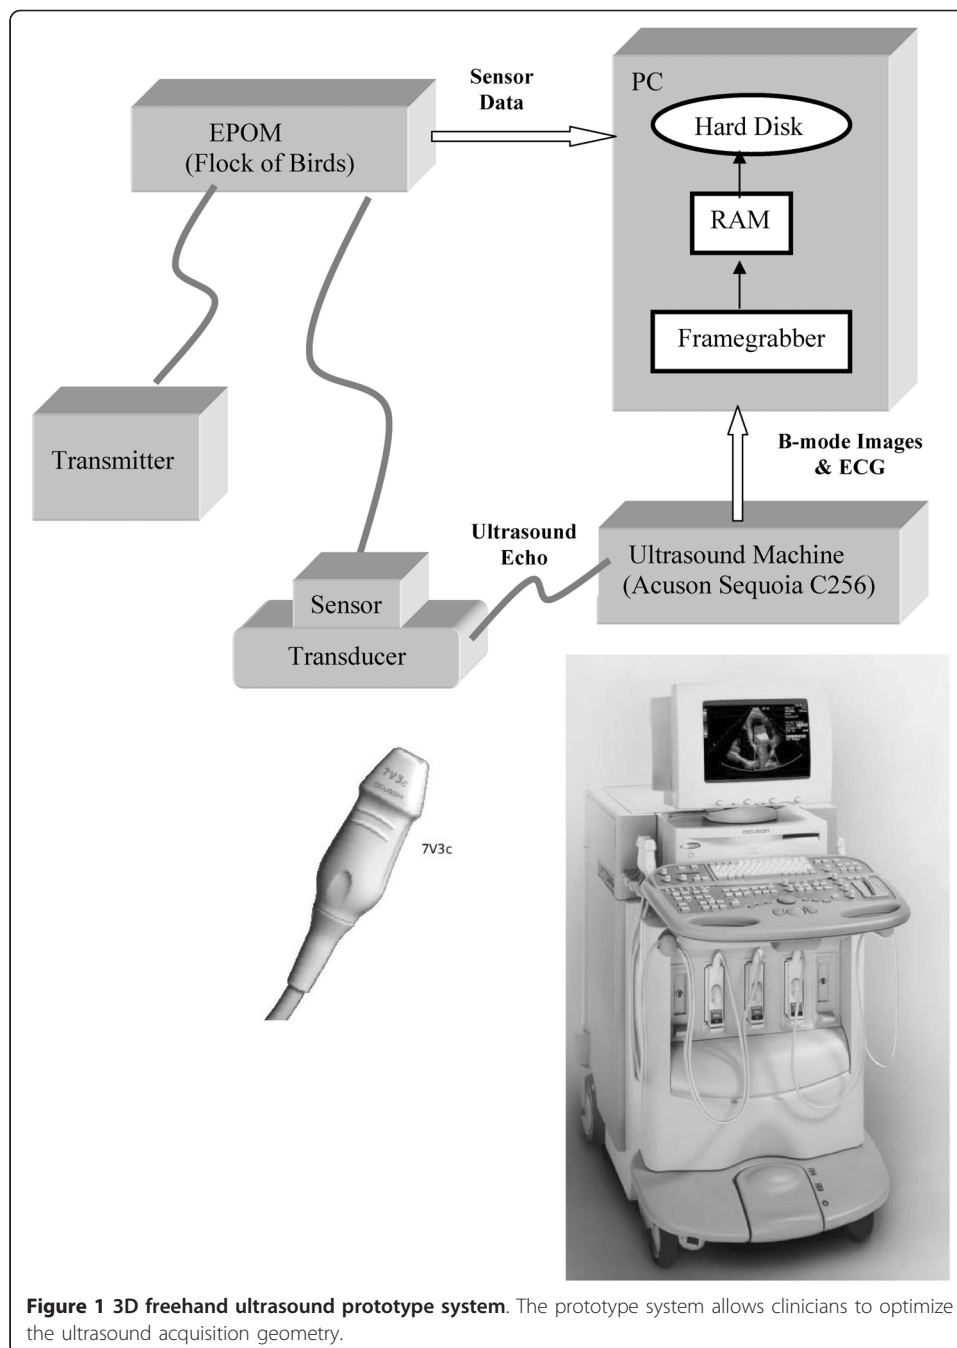 Sensor
Data
EPOM
(Flock of Birds)
PC
Hard Disk
RAM
Framegrabber
Transmitter
B-mode Images
& ECG
Ultrasound
Echo
Ultrasound Machine
(Acuson Sequoia C256)
Sensor
Transducer
7V3c
acuson
7V3c
acuson
Figure 1 3D freehand ultrasound prototype system. The prototype system allows clinicians to optimize
the ultrasound acquisition geometry.